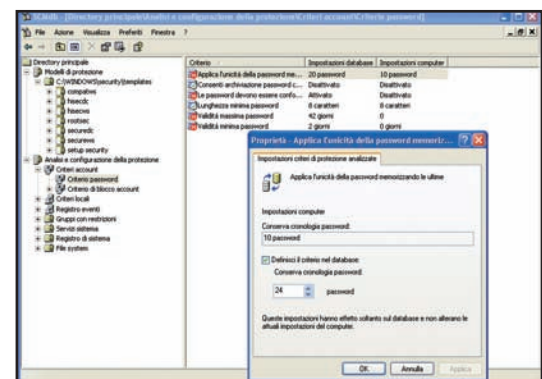 SCMdb - [Directory principale\Analisi e configurazione della protezione\Criteri account\Criterio password]
File Azione Visualizza Preferiti Finestra ?
Directory principale
Modelli di protezione
C:\WINDOWS\security\templates
compatws
hisecdc
hisecws
rootsec
securedc
securews
setup security
Analisi e configurazione della protezione
Criteri account
Criterio password
Criterio di blocco account
Criteri locali
Registro eventi
Gruppi con restrizioni
Servizi sistema
Registro di sistema
File system
Criterio Impostazioni database Impostazioni computer
Applica l'unicità della password me... 20 password 10 password
Consenti archiviazione password c... Disattivato Disattivato
Le password devono essere confo... Attivato Disattivato
Lunghezza minima password 8 caratteri 8 caratteri
Validità massima password 42 giorni 0
Validità minima password 2 giorni 0 giorni
Proprietà - Applica l'unicità della password memoriz...
Impostazioni criteri di protezione analizzate
Applica l'unicità della password memorizzando le ultime
Impostazioni computer
Conserva cronologia password:
10 password
Definisci il criterio nel database:
Conserva cronologia password:
24 password
Queste impostazioni hanno effetto soltanto sul database e non alterano le
attuali impostazioni del computer.
OK Annulla Applica